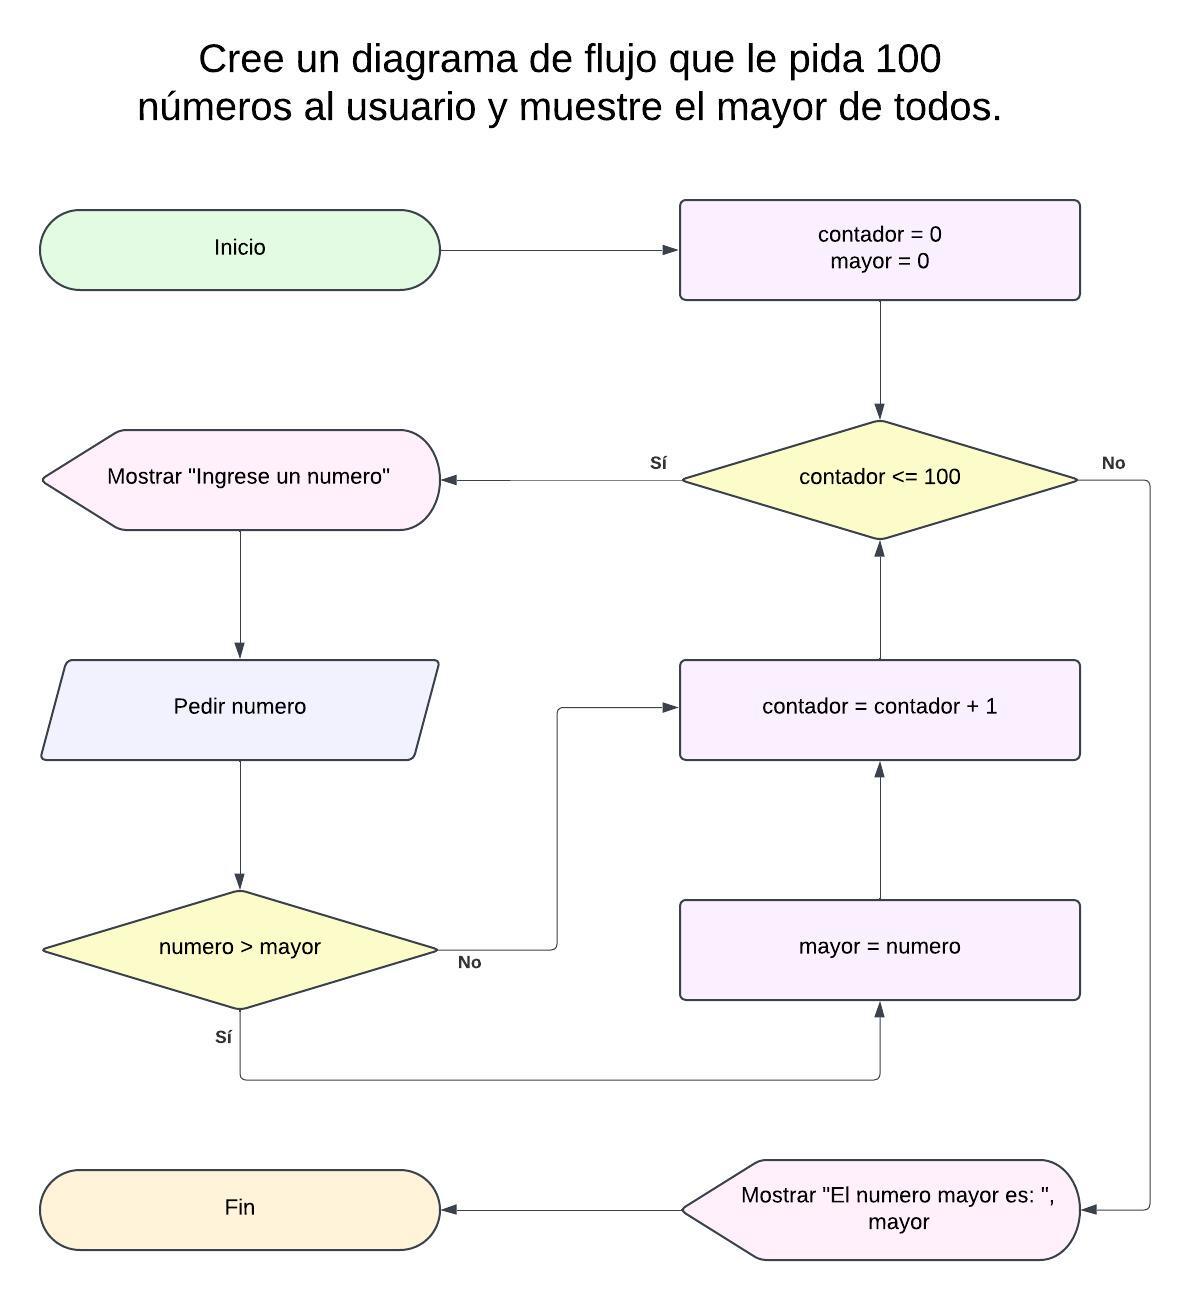 Cree un diagrama de flujo que le pida 100
números al usuario y muestre el mayor de todos.
Inicio
contador = 0
mayor = 0
contador <= 100
Sí
No
Mostrar "Ingrese un numero"
Pedir numero
contador = contador + 1
numero > mayor
No
Sí
mayor = numero
Mostrar "El numero mayor es: ",
mayor
Fin